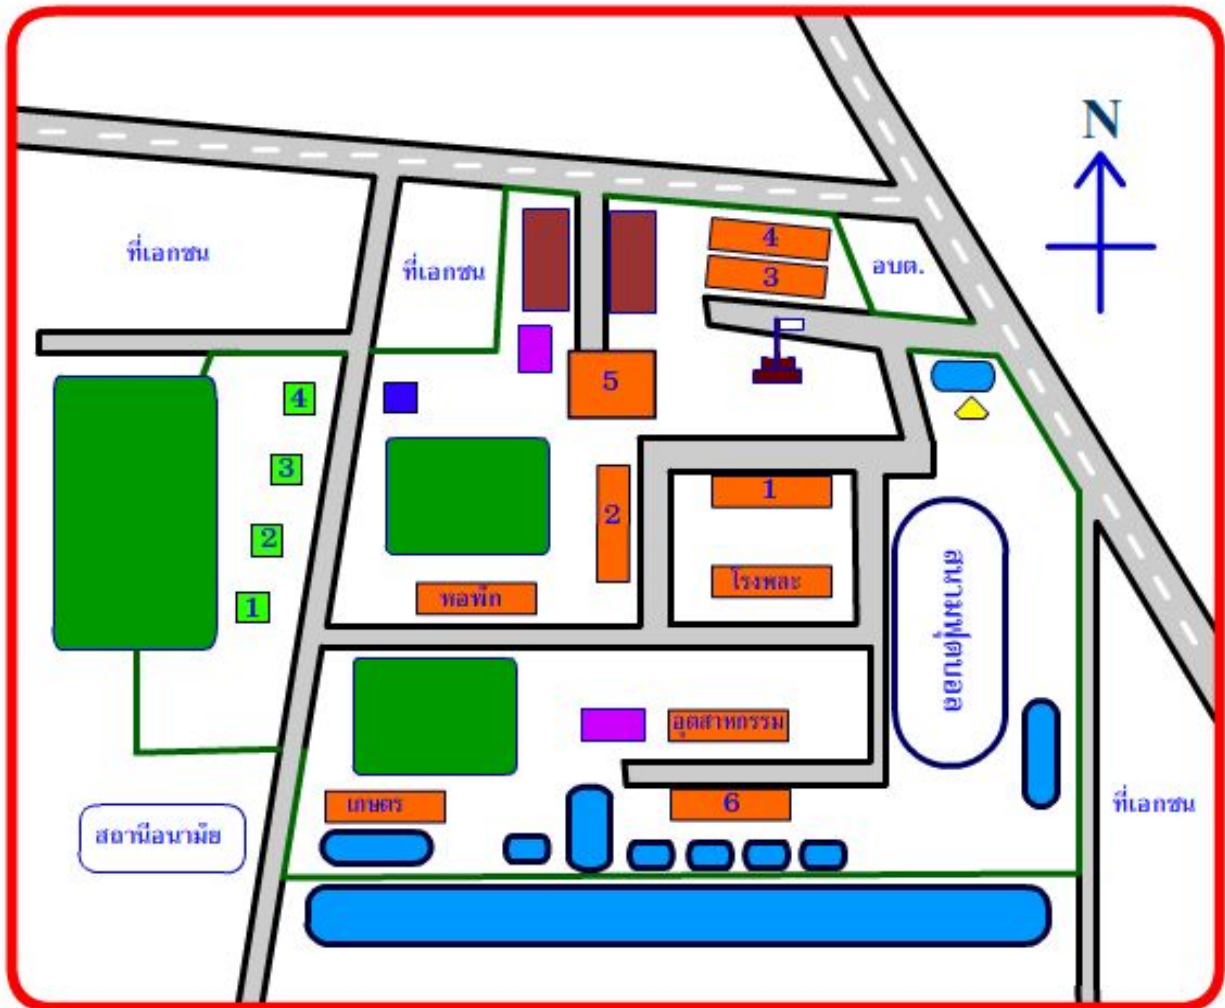 N
ที่เอกชน
ที่เอกชน
4
3
อบต.
5
4
3
2
1
2
1
โรงพละ
หอพัก
สนามฟุตบอล
อุตสาหกรรม
6
เกษตร
สถานีอนามัย
ที่เอกชน